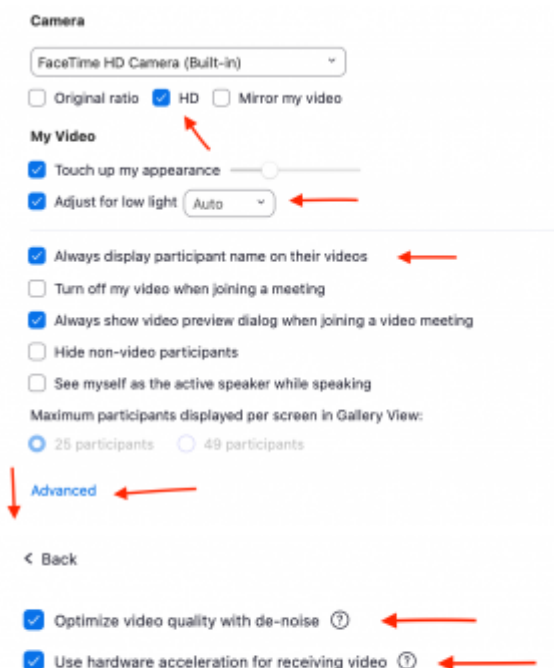 Camera
FaceTime HD Camera (Built-in)
Original ratio HD Mirror my video
My Video
Touch up my appearance
Adjust for low light Auto
Always display participant name on their videos
Turn off my video when joining a meeting
Always show video preview dialog when joining a video meeting
Hide non-video participants
See myself as the active speaker while speaking
Maximum participants displayed per screen in Gallery View:
25 participants 49 participants
Advanced
< Back
Optimize video quality with de-noise ?
Use hardware acceleration for receiving video ?